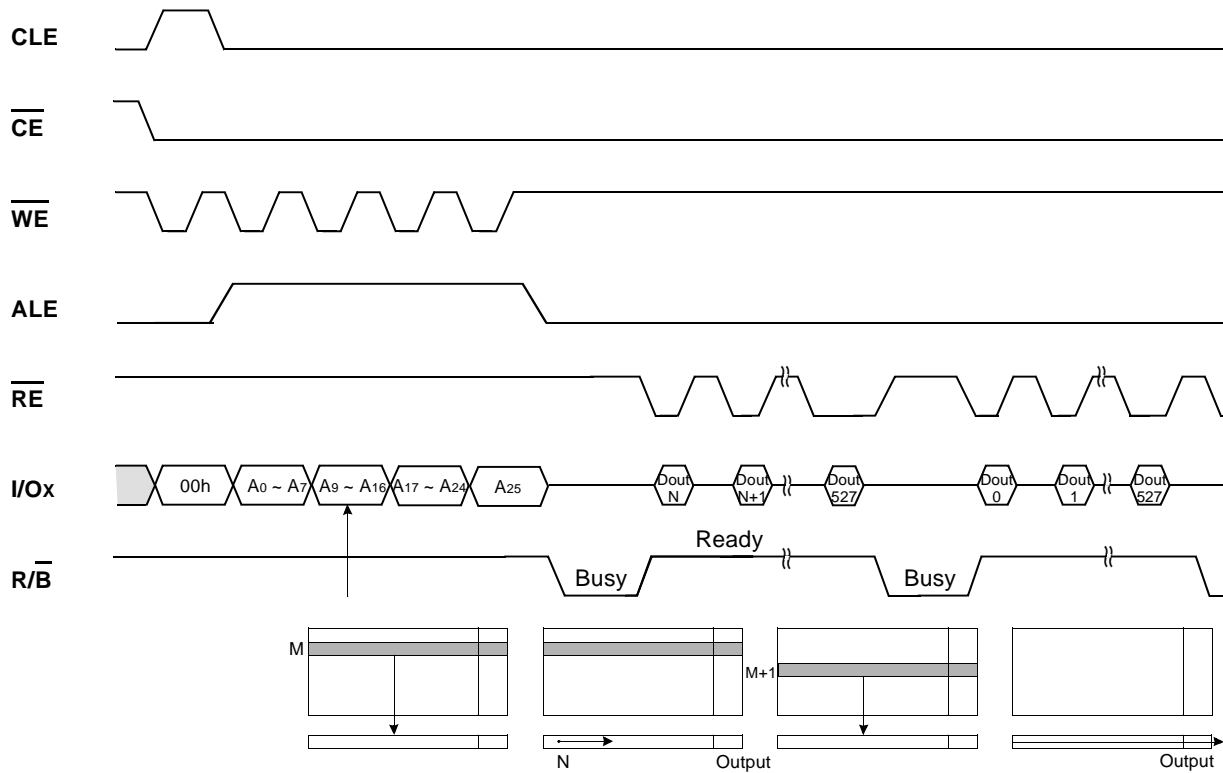 CLE
CE
WE
ALE
RE
I/Ox
00h
A0 ~ A7
A9 ~ A16
A17 ~ A24
A25
Dout
N
Dout
N+1
Dout
527
Dout
0
Dout
1
Dout
527
R/B
Busy
Ready
Busy
M
M+1
N
Output
Output